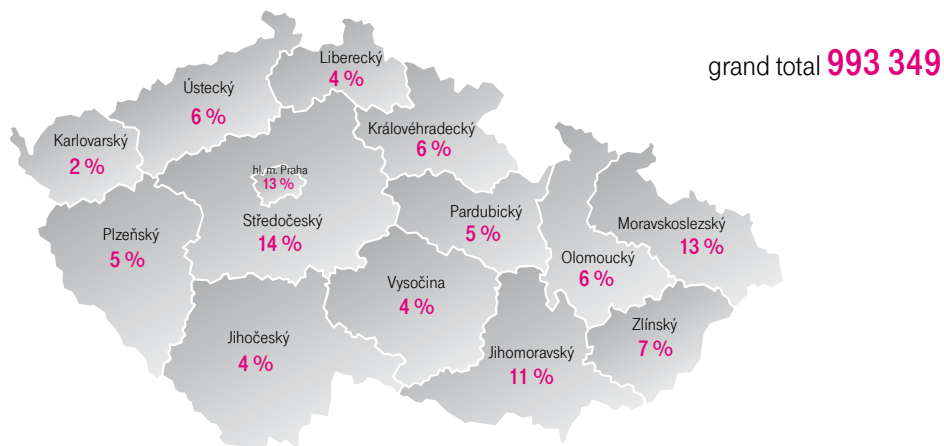 grand total 993 349
Liberecký
4 %
Ústecký
6 %
Karlovarský
2 %
Královéhradecký
6 %
hl. m. Praha
13 %
Středočeský
14 %
Plzeňský
5 %
Pardubický
5 %
Moravskoslezský
13 %
Olomoucký
6 %
Vysočina
4 %
Jihočeský
4 %
Jihomoravský
11 %
Zlínský
7 %